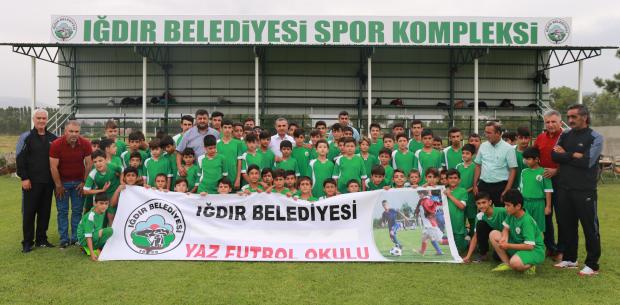 IĞDIR BELEDİYESİ SPOR KOMPLEKSİ
IĞDIR BELEDİYESİ
YAZ FUTBOL OKULU